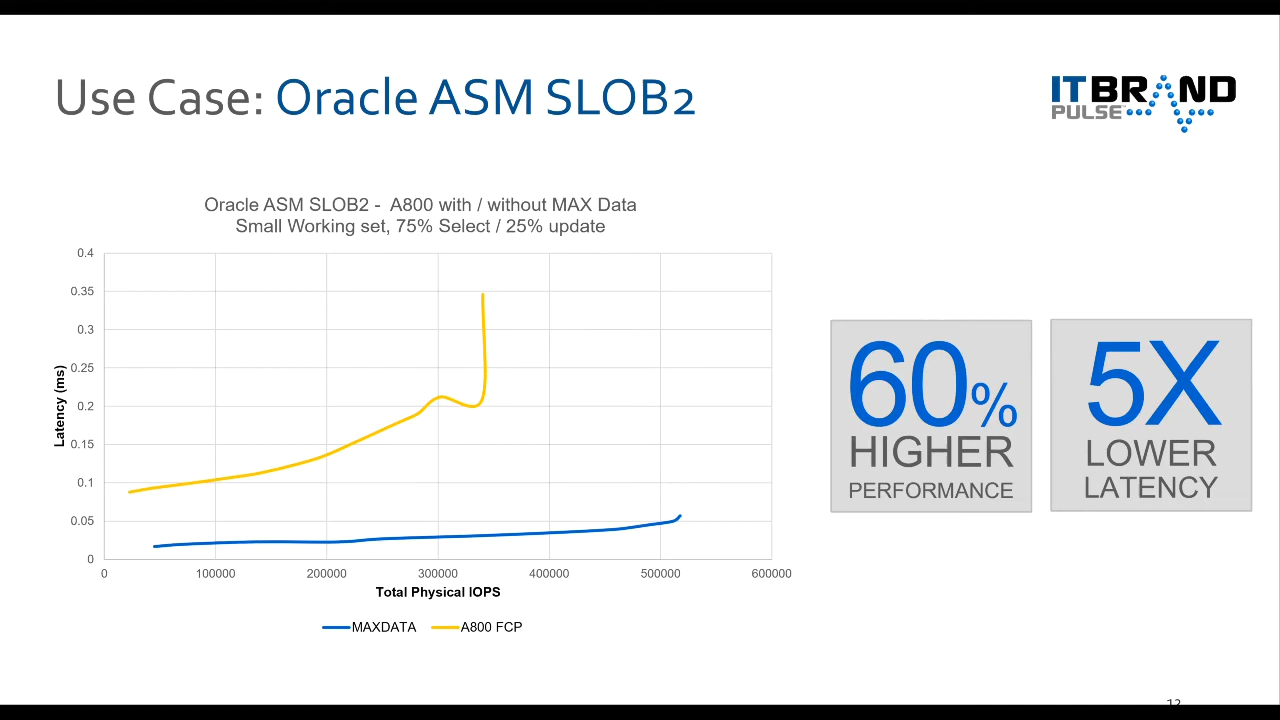 Use Case: Oracle ASM SLOB2
ITBRAND
PULSE
Oracle ASM SLOB2 - A800 with / without MAX Data
Small Working set, 75% Select / 25% update
0.4
0.35
0.3
0.25
0.2
0.15
0.1
0.05
0
Latency (ms)
0 100000 200000 300000 400000 500000 600000
Total Physical IOPS
MAXDATA A800 FCP
60%
HIGHER
PERFORMANCE
5X
LOWER
LATENCY